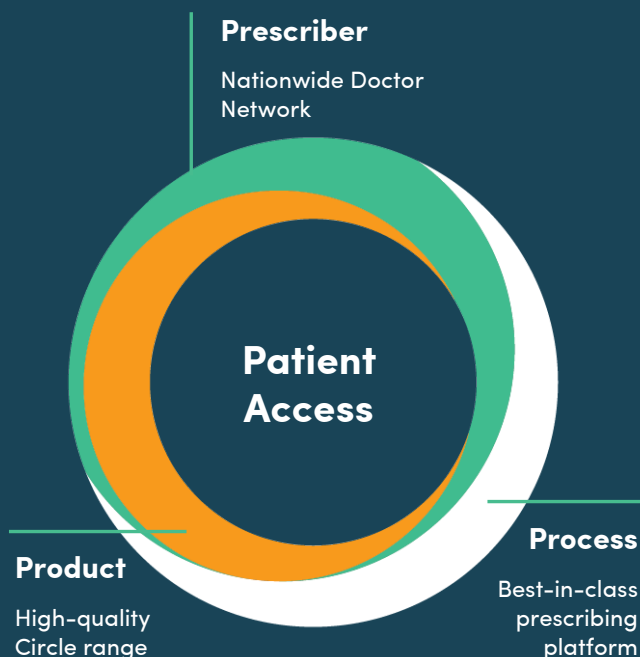 Prescriber
Nationwide Doctor
Network
Patient
Access
Process
Best-in-class
prescribing
platform
Product
High-quality
Circle range